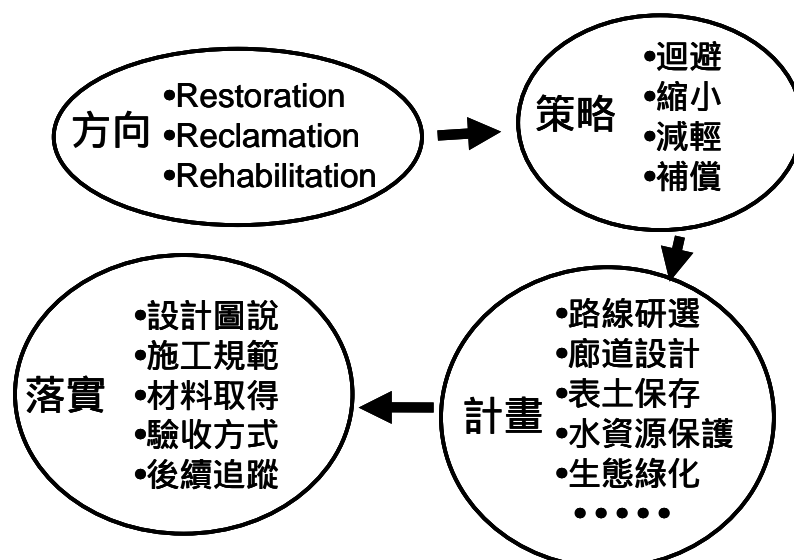 方向
•Restoration
•Reclamation
•Rehabilitation
策略
•迴避
•縮小
•減輕
•補償
計畫
•路線研選
•廊道設計
•表土保存
•水資源保護
•生態綠化
•••••
落實
•設計圖說
•施工規範
•材料取得
•驗收方式
•後續追蹤